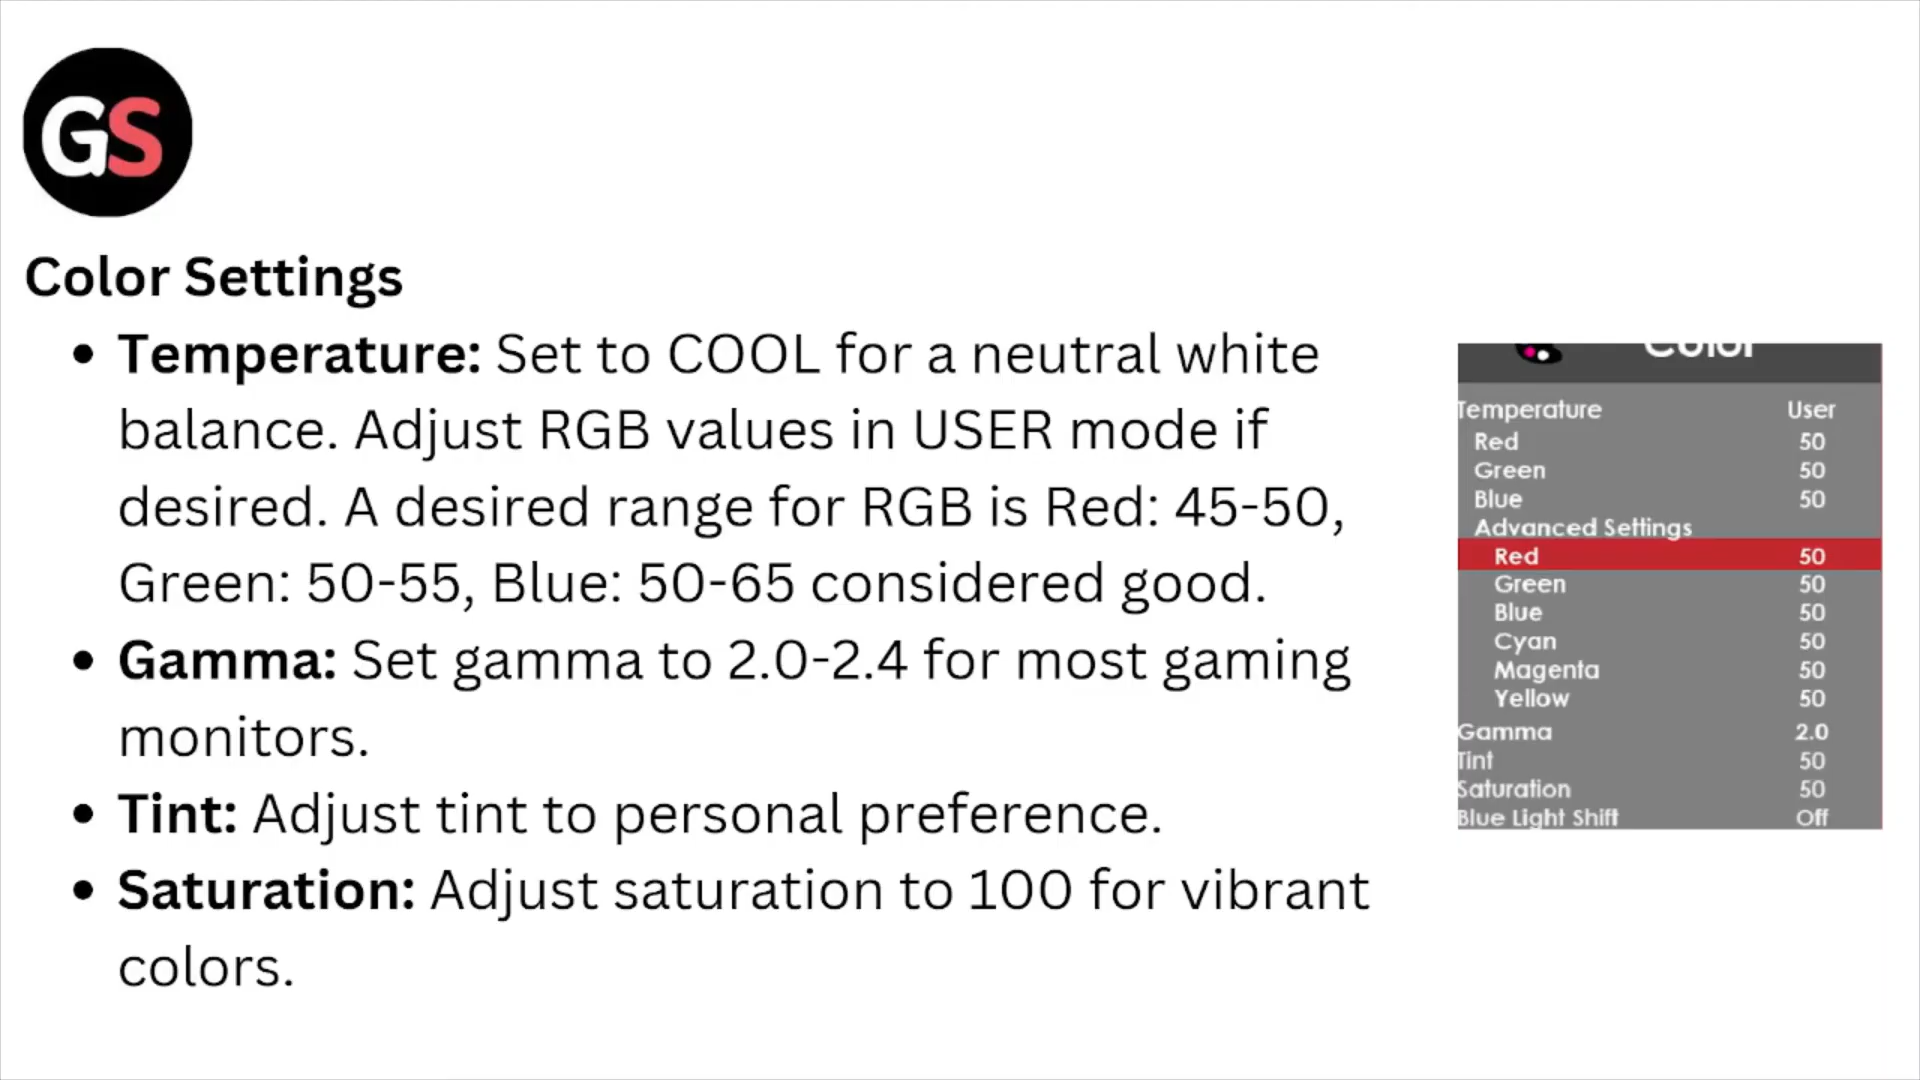 GS
Color Settings
• Temperature: Set to COOL for a neutral white
balance. Adjust RGB values in USER mode if
desired. A desired range for RGB is Red: 45-50,
Green: 50-55, Blue: 50-65 considered good.
• Gamma: Set gamma to 2.0-2.4 for most gaming
monitors.
• Tint: Adjust tint to personal preference.
• Saturation: Adjust saturation to 100 for vibrant
colors.
Color
Temperature User
Red 50
Green 50
Blue 50
Advanced Settings
Red 50
Green 50
Blue 50
Cyan 50
Magenta 50
Yellow 50
Gamma 2.0
Tint 50
Saturation 50
Blue Light Shift Off